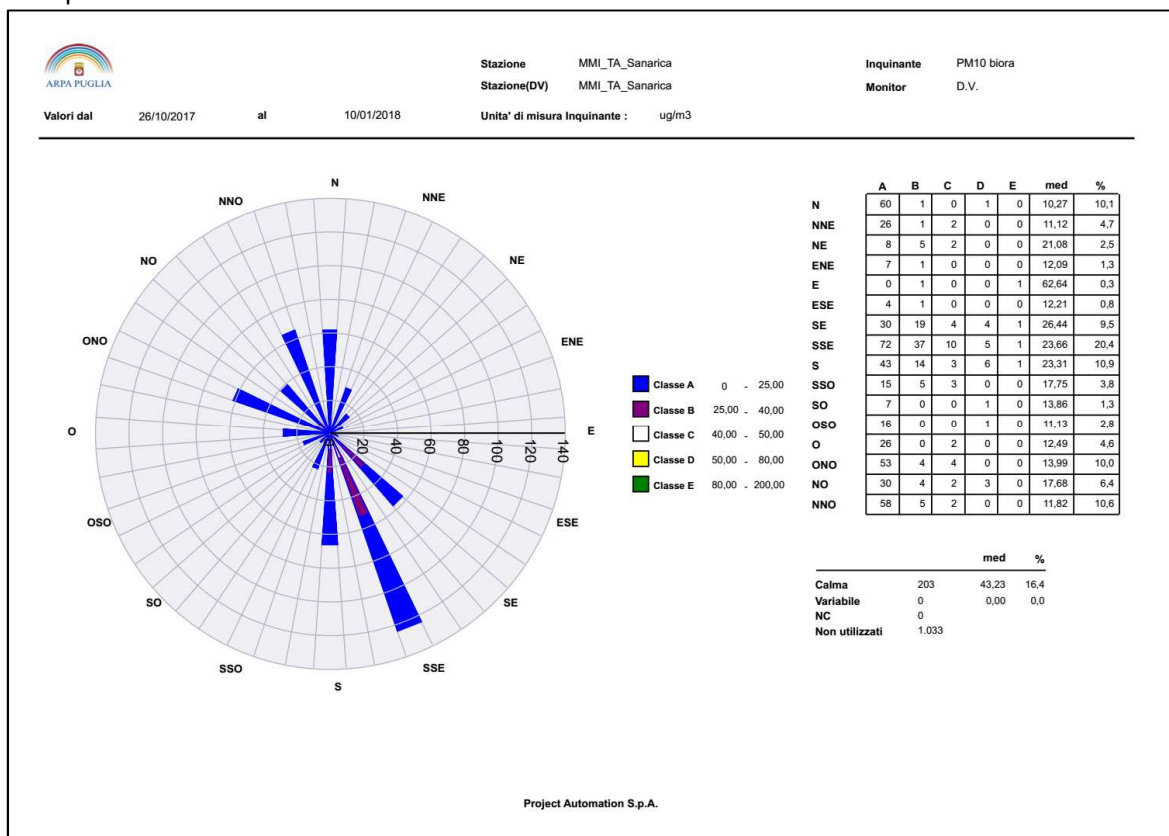 ARPA PUGLIA
Stazione MMI_TA_Sanarica Inquinante PM10 biora
Stazione(DV) MMI_TA_Sanarica Monitor D.V.
Valori dal 26/10/2017 al 10/01/2018 Unita' di misura Inquinante : ug/m3
N
NNE
NE
ENE
E
ESE
SE
SSE
S
SSO
SO
OSO
O
ONO
NO
NNO
0 20 40 60 80 100 120 140
Classe A 0 - 25,00
Classe B 25,00 - 40,00
Classe C 40,00 - 50,00
Classe D 50,00 - 80,00
Classe E 80,00 - 200,00
A B C D E med %
N 60 1 0 1 0 10,27 10,1
NNE 26 1 2 0 0 11,12 4,7
NE 8 5 2 0 0 21,08 2,5
ENE 7 1 0 0 0 12,09 1,3
E 0 1 0 0 1 62,64 0,3
ESE 4 1 0 0 0 12,21 0,8
SE 30 19 4 4 1 26,44 9,5
SSE 72 37 10 5 1 23,66 20,4
S 43 14 3 6 1 23,31 10,9
SSO 15 5 3 0 0 17,75 3,8
SO 7 0 0 1 0 13,86 1,3
OSO 16 0 0 1 0 11,13 2,8
O 26 0 2 0 0 12,49 4,6
ONO 53 4 4 0 0 13,99 10,0
NO 30 4 2 3 0 17,68 6,4
NNO 58 5 2 0 0 11,82 10,6
med %
Calma 203 43,23 16,4
Variabile 0 0,00 0,0
NC 0
Non utilizzati 1.033
Project Automation S.p.A.